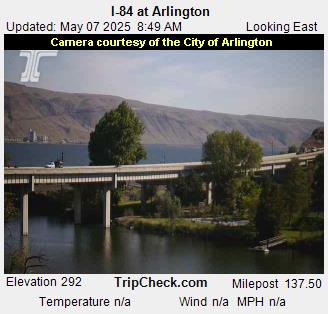 I-84 at Arlington
Updated: May 07 2025 8:49 AM Looking East
Camera courtesy of the City of Arlington
Elevation 292 TripCheck.com Milepost 137.50
Temperature n/a Wind n/a MPH n/a